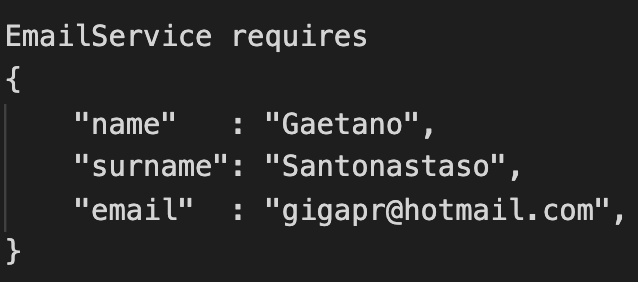 EmailService requires
{
    "name"   : "Gaetano",
    "surname": "Santonastaso",
    "email"  : "gigapr@hotmail.com",
}